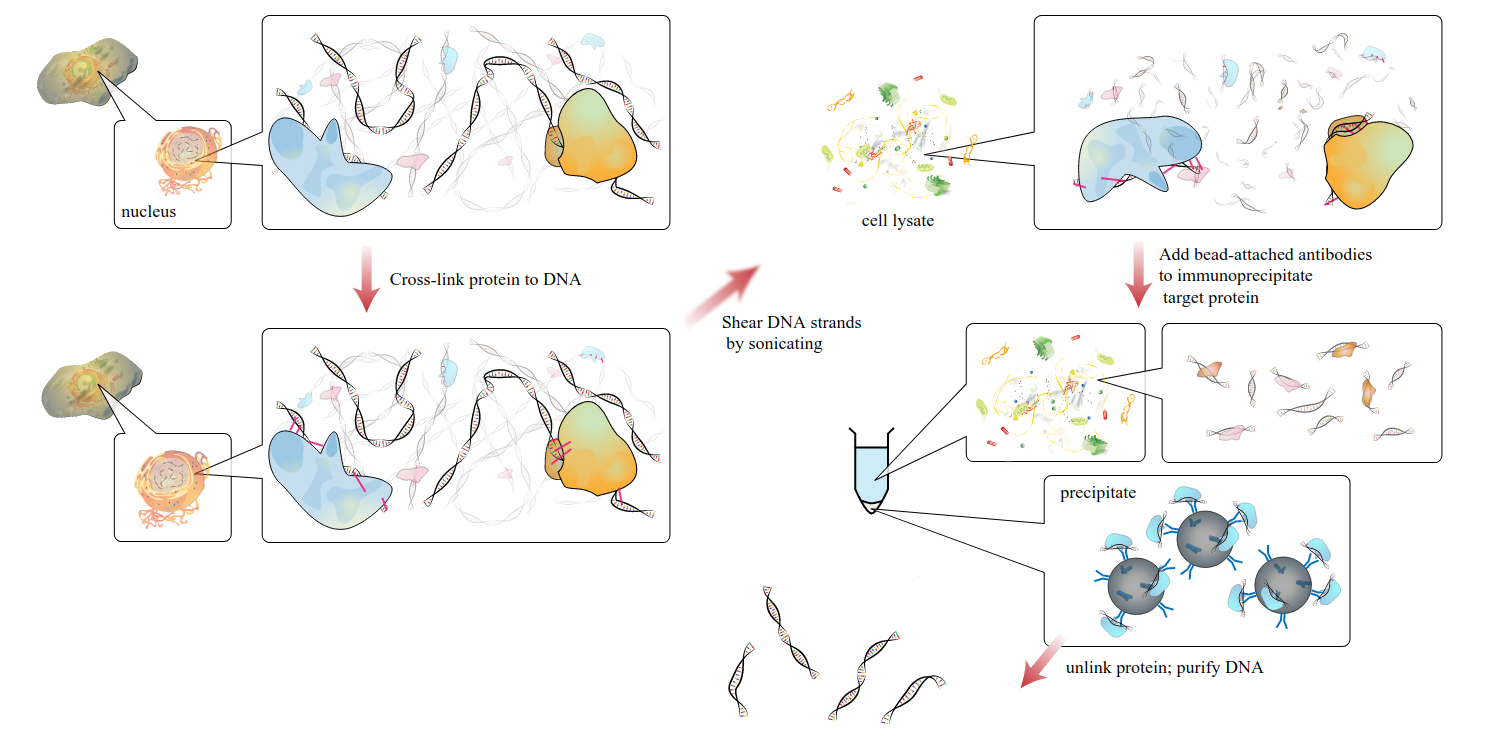 nucleus
Cross-link protein to DNA
Shear DNA strands
by sonicating
cell lysate
Add bead-attached antibodies
to immunoprecipitate
target protein
precipitate
unlink protein; purify DNA